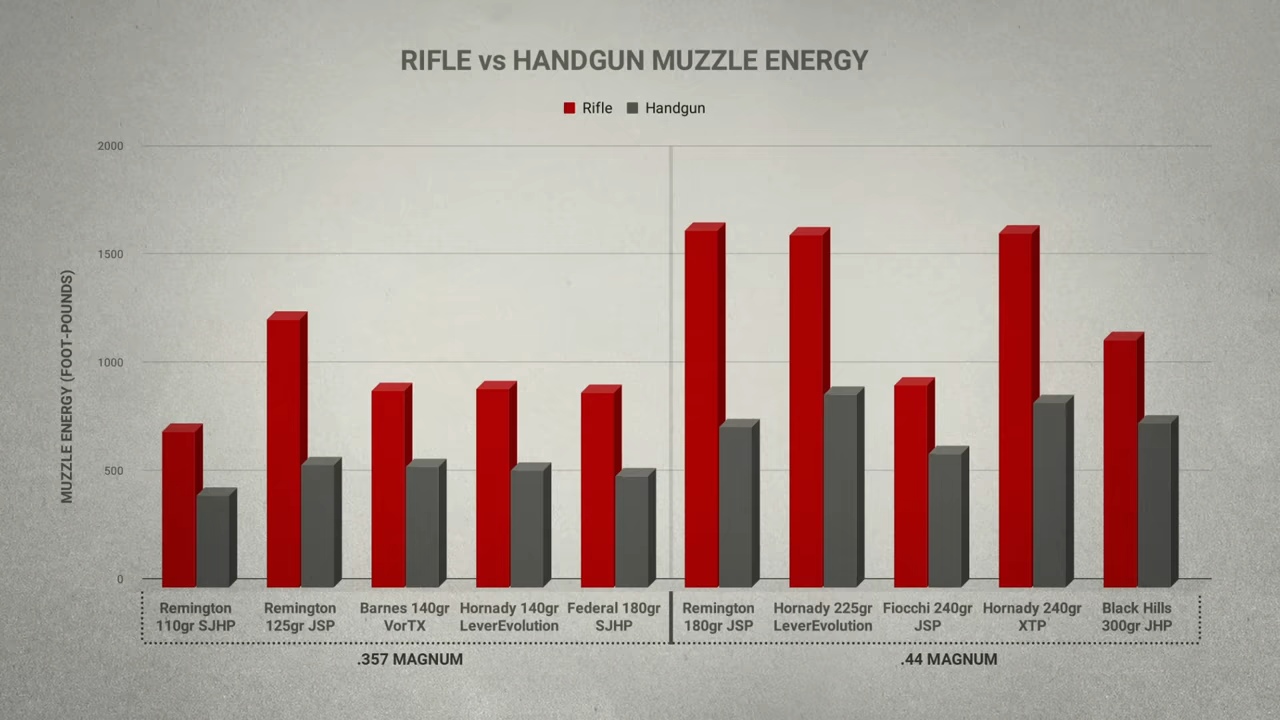 RIFLE vs HANDGUN MUZZLE ENERGY
Rifle
Handgun
MUZZLE ENERGY (FOOT-POUNDS)
2000
1500
1000
500
0
Remington
110gr SJHP
Remington
125gr JSP
Barnes 140gr
VorTX
Hornady 140gr
LeverEvolution
Federal 180gr
SJHP
Remington
180gr JSP
Hornady 225gr
LeverEvolution
Fiocchi 240gr
JSP
Hornady 240gr
XTP
Black Hills
300gr JHP
.357 MAGNUM
.44 MAGNUM